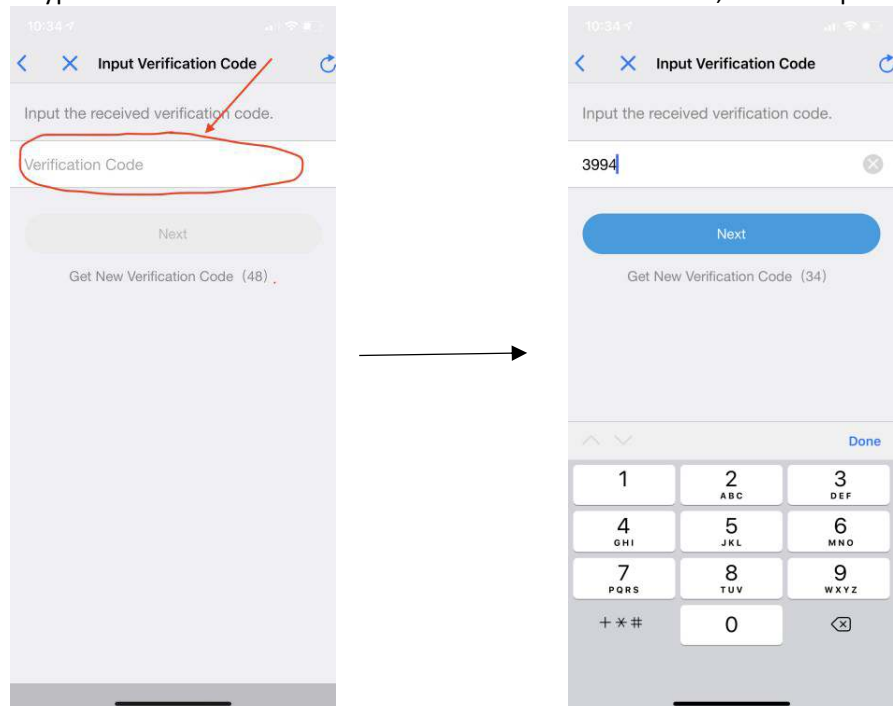 10:34
Input Verification Code
Input the received verification code.
Verification Code
Next
Get New Verification Code (48)
10:34
Input Verification Code
Input the received verification code.
3994
Next
Get New Verification Code (34)
Done
1
2
ABC
3
DEF
4
GHI
5
JKL
6
MNO
7
PQRS
8
TUV
9
WXYZ
+*#
0